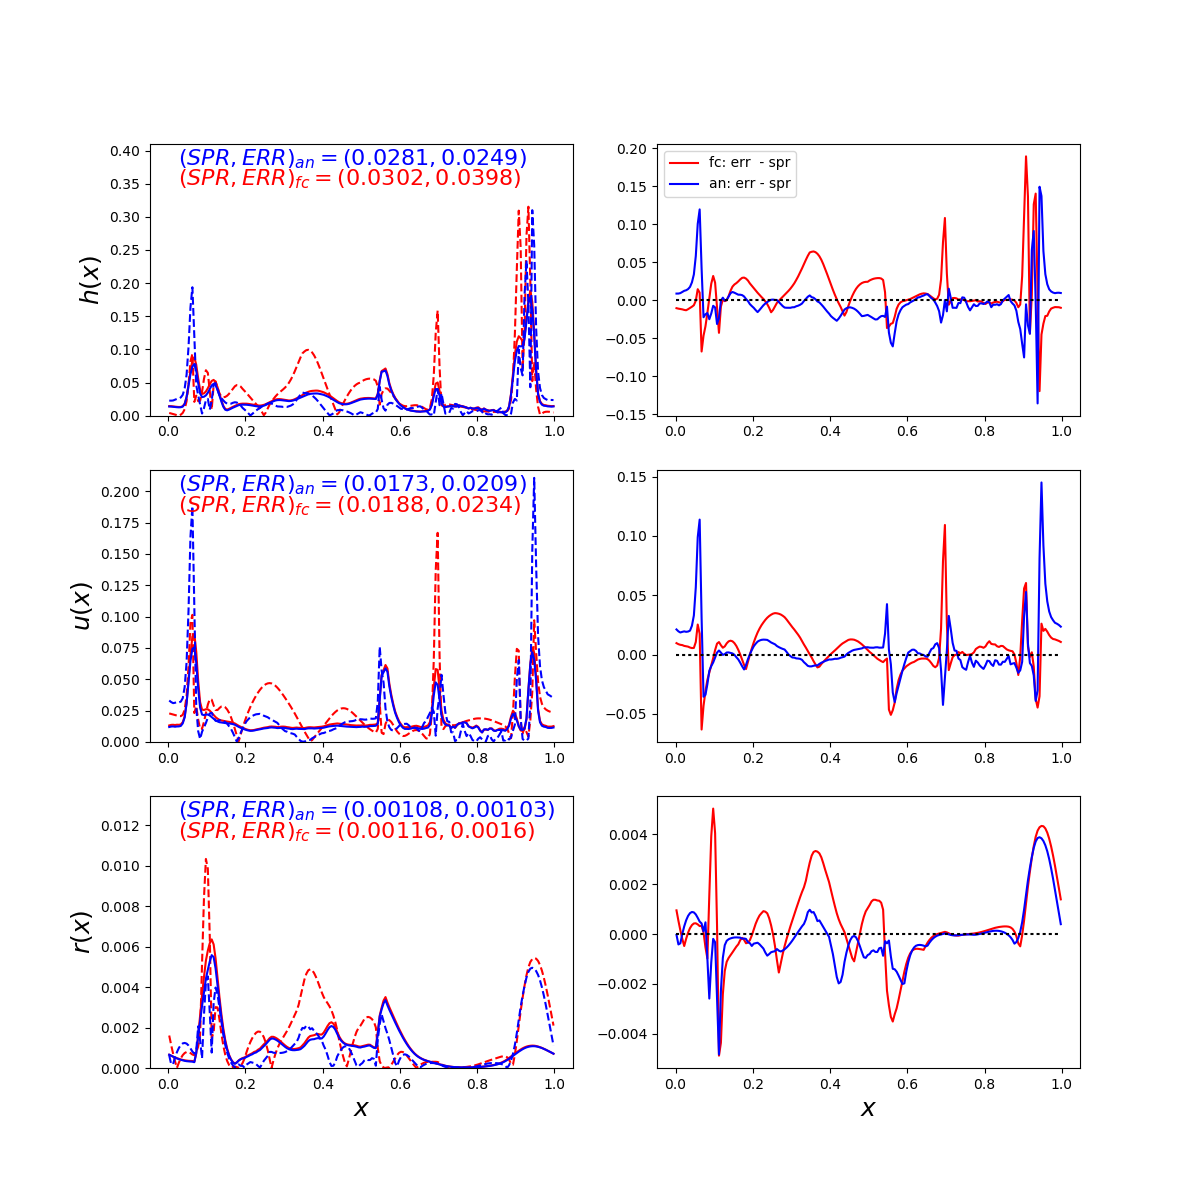 (SPR, ERR)an = (0.0281, 0.0249)
(SPR, ERR)fc = (0.0302, 0.0398)
h(x)
0.40
0.35
0.30
0.25
0.20
0.15
0.10
0.05
0.00
0.0 0.2 0.4 0.6 0.8 1.0
fc: err - spr
an: err - spr
0.20
0.15
0.10
0.05
0.00
−0.05
−0.10
−0.15
0.0 0.2 0.4 0.6 0.8 1.0
(SPR, ERR)an = (0.0173, 0.0209)
(SPR, ERR)fc = (0.0188, 0.0234)
u(x)
0.200
0.175
0.150
0.125
0.100
0.075
0.050
0.025
0.000
0.0 0.2 0.4 0.6 0.8 1.0
0.15
0.10
0.05
0.00
−0.05
0.0 0.2 0.4 0.6 0.8 1.0
(SPR, ERR)an = (0.00108, 0.00103)
(SPR, ERR)fc = (0.00116, 0.0016)
r(x)
0.012
0.010
0.008
0.006
0.004
0.002
0.000
0.0 0.2 0.4 0.6 0.8 1.0
x
0.004
0.002
0.000
−0.002
−0.004
0.0 0.2 0.4 0.6 0.8 1.0
x